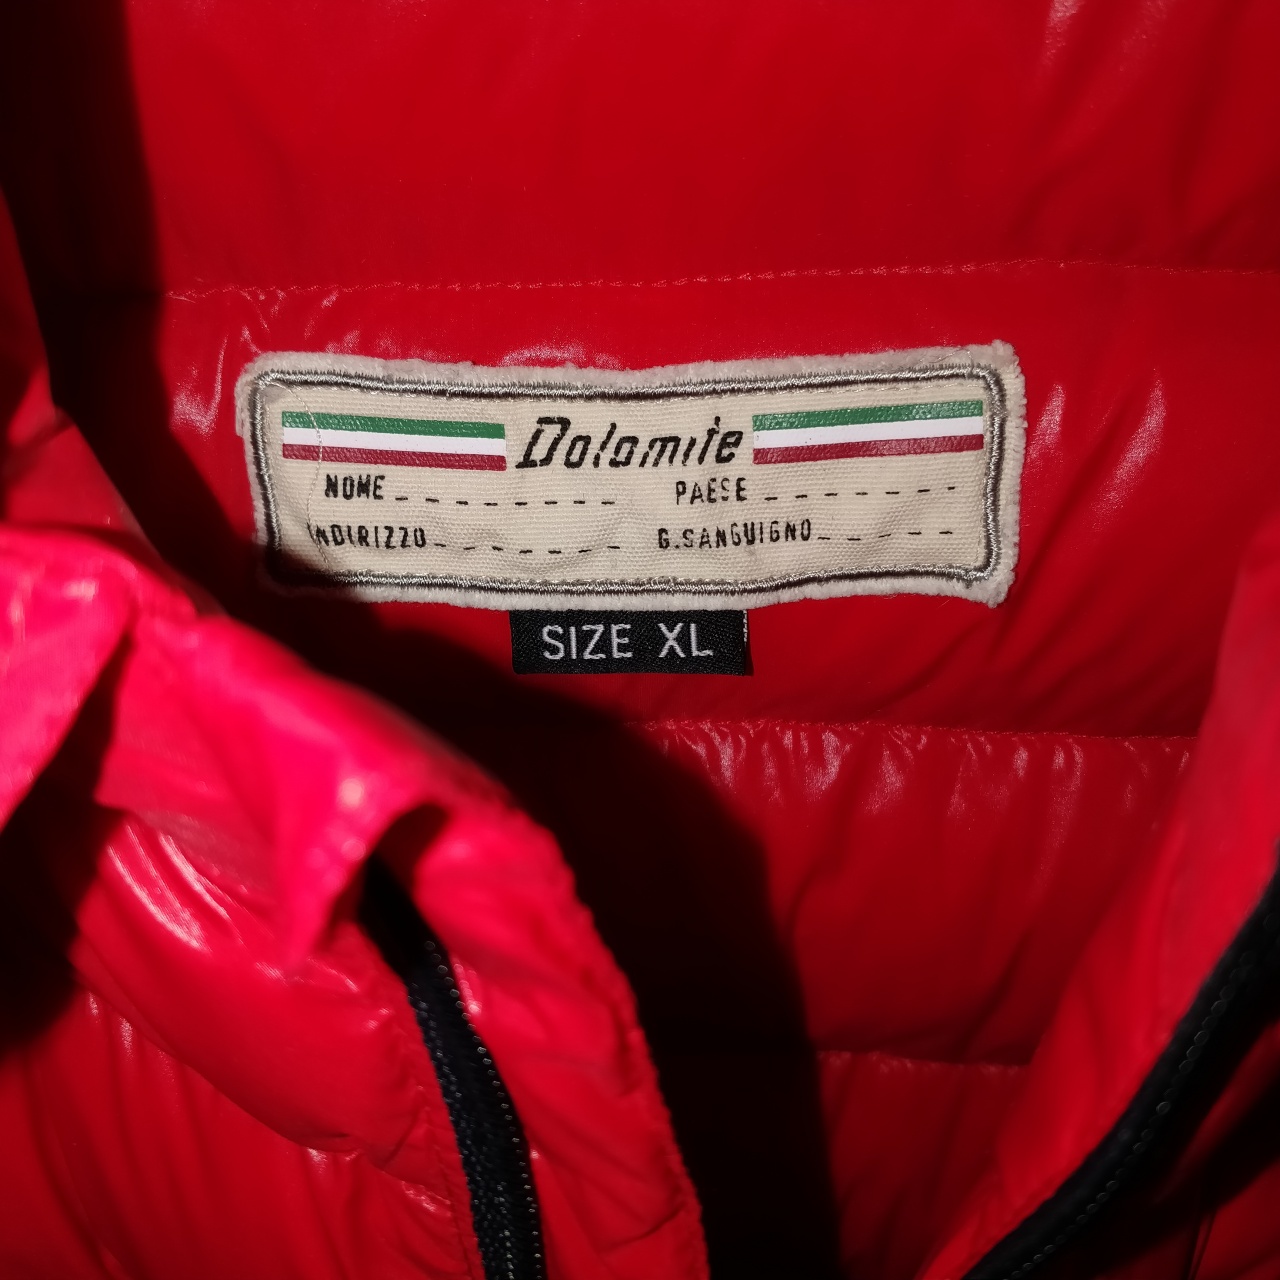 Dolomite
NOME _ _ _ _ _ _ _ _ PAESE _ _ _ _ _ _ _
INDIRIZZO _ _ _ _ _ _ _ G.SANGUIGNO _ _ _ _ _
SIZE XL